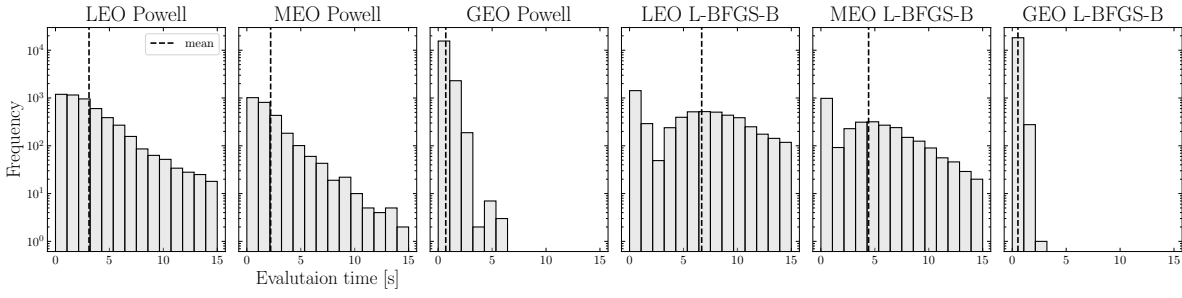 LEO Powell
MEO Powell
GEO Powell
LEO L-BFGS-B
MEO L-BFGS-B
GEO L-BFGS-B
mean
Frequency
10^4
10^3
10^2
10^1
10^0
0 5 10 15
0 5 10 15
0 5 10 15
0 5 10 15
0 5 10 15
0 5 10 15
Evalutaion time [s]